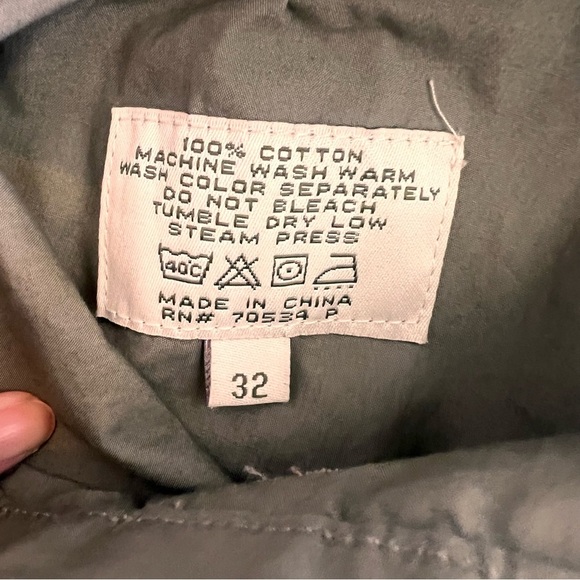 100% COTTON
MACHINE WASH WARM
WASH COLOR SEPARATELY
DO NOT BLEACH
TUMBLE DRY LOW
STEAM PRESS
40C
MADE IN CHINA
RN# 70534 P
32